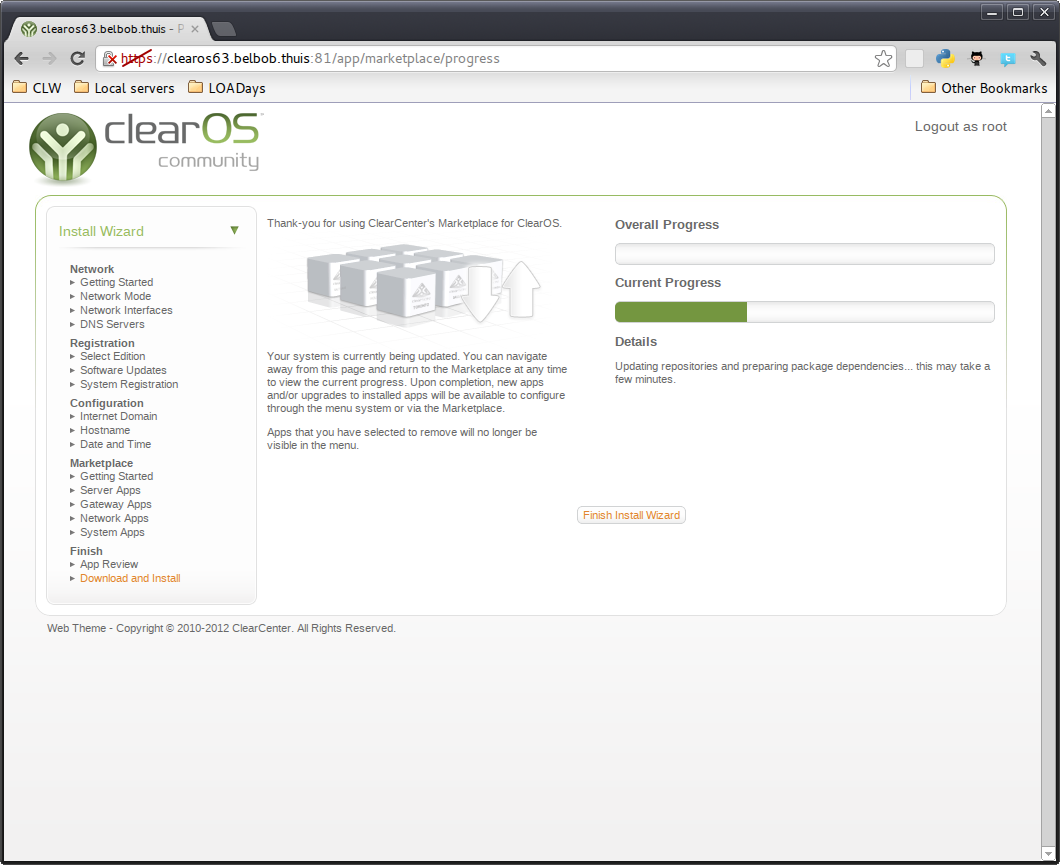 clearos63.belbob.thuis - P
https://clearos63.belbob.thuis:81/app/marketplace/progress
CLW
Local servers
LOADays
Other Bookmarks
clearOS
community
Logout as root
Install Wizard
Network
Getting Started
Network Mode
Network Interfaces
DNS Servers
Registration
Select Edition
Software Updates
System Registration
Configuration
Internet Domain
Hostname
Date and Time
Marketplace
Getting Started
Server Apps
Gateway Apps
Network Apps
System Apps
Finish
App Review
Download and Install
Thank-you for using ClearCenter's Marketplace for ClearOS.
Your system is currently being updated. You can navigate
away from this page and return to the Marketplace at any time
to view the current progress. Upon completion, new apps
and/or upgrades to installed apps will be available to configure
through the menu system or via the Marketplace.
Apps that you have selected to remove will no longer be
visible in the menu.
Overall Progress
Current Progress
Details
Updating repositories and preparing package dependencies... this may take a
few minutes.
Finish Install Wizard
Web Theme - Copyright © 2010-2012 ClearCenter. All Rights Reserved.